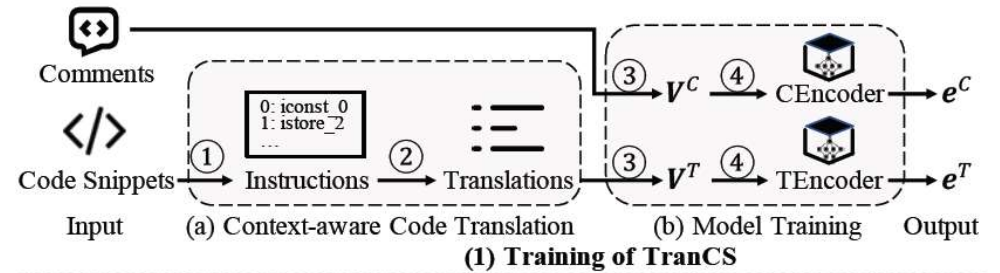 Comments
0: iconst_0
1: istore_2
...
Code Snippets
①
Instructions
②
Translations
③
V^C
④
CEncoder
e^C
③
V^T
④
TEncoder
e^T
Input
(a) Context-aware Code Translation
(b) Model Training
Output
(1) Training of TranCS